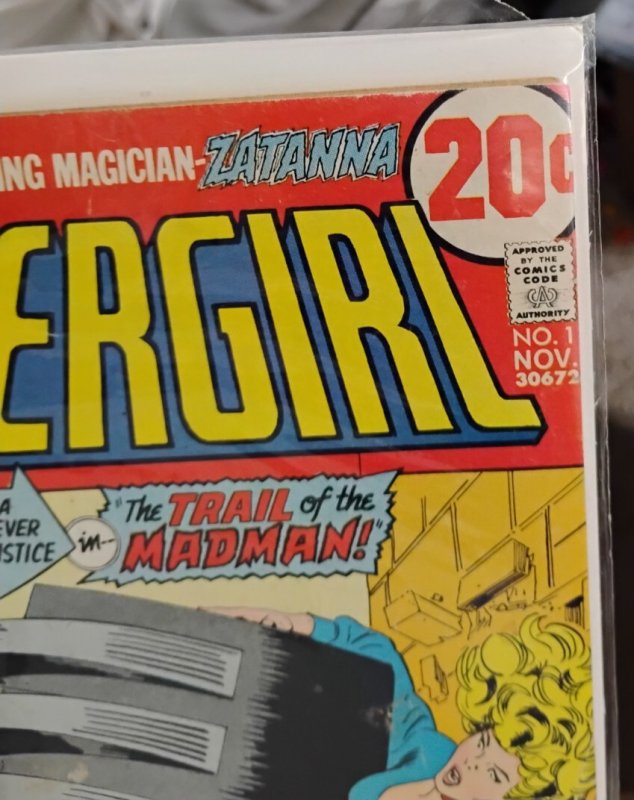 ING MAGICIAN-ZATANNA
20¢
ERGIRL
APPROVED
BY THE
COMICS
CODE
CA
AUTHORITY
NO. 1
NOV.
30672
A
EVER
ISTICE
in--
"The TRAIL of the
MADMAN!"